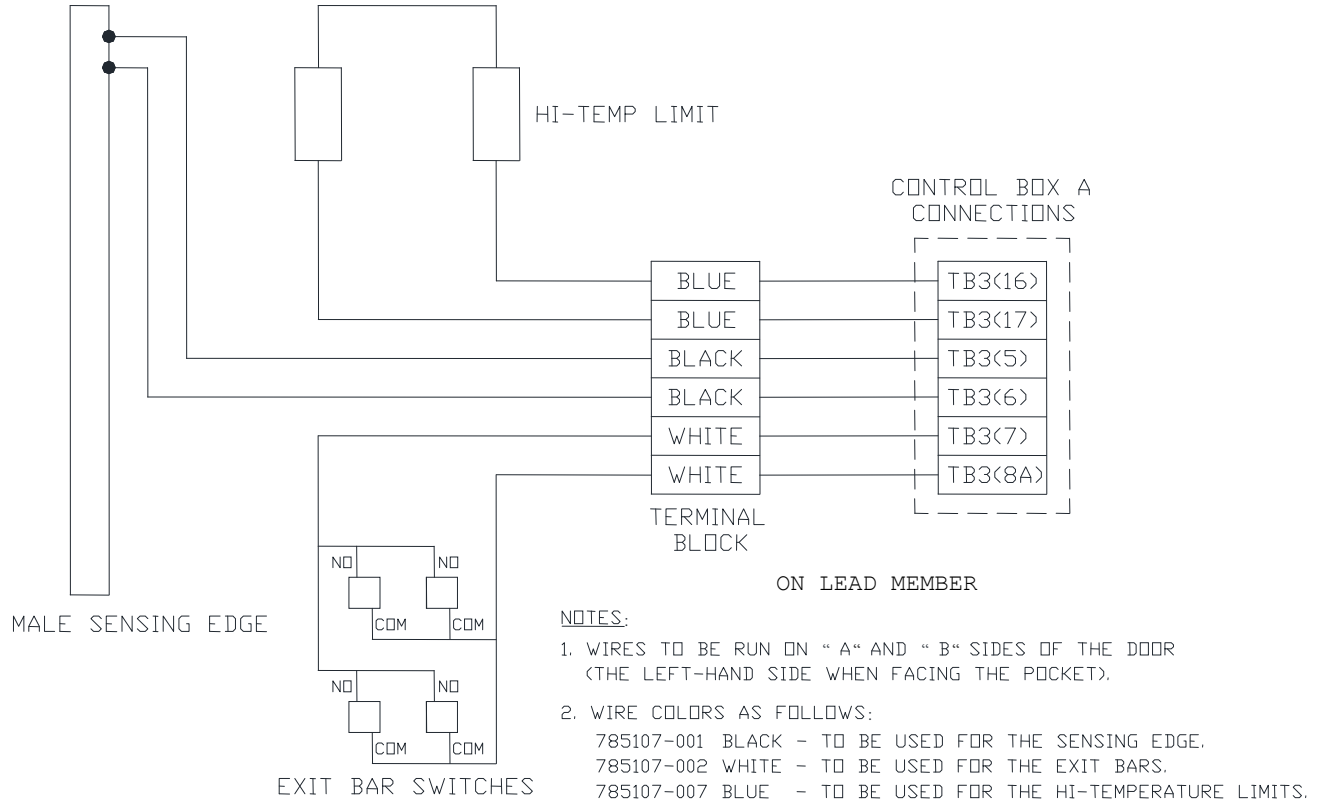 HI-TEMP LIMIT
CONTROL BOX A
CONNECTIONS
BLUE
TB3(16)
BLUE
TB3(17)
BLACK
TB3(5)
BLACK
TB3(6)
WHITE
TB3(7)
WHITE
TB3(8A)
TERMINAL
BLOCK
NO
NO
COM
COM
NO
NO
COM
COM
MALE SENSING EDGE
EXIT BAR SWITCHES
ON LEAD MEMBER
NOTES:
1. WIRES TO BE RUN ON “ A“ AND “ B“ SIDES OF THE DOOR
(THE LEFT-HAND SIDE WHEN FACING THE POCKET).
2. WIRE COLORS AS FOLLOWS:
785107-001 BLACK - TO BE USED FOR THE SENSING EDGE.
785107-002 WHITE - TO BE USED FOR THE EXIT BARS.
785107-007 BLUE - TO BE USED FOR THE HI-TEMPERATURE LIMITS.